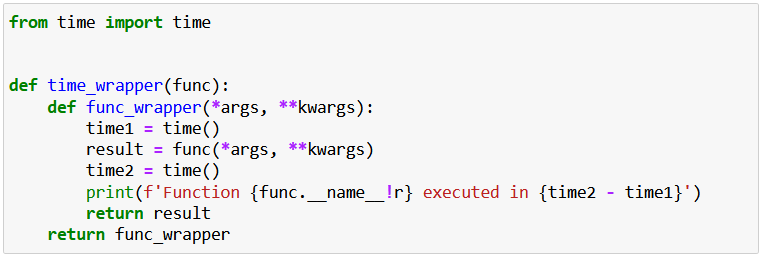 from time import time


def time_wrapper(func):
    def func_wrapper(*args, **kwargs):
        time1 = time()
        result = func(*args, **kwargs)
        time2 = time()
        print(f'Function {func.__name__!r} executed in {time2 - time1}')
        return result
    return func_wrapper